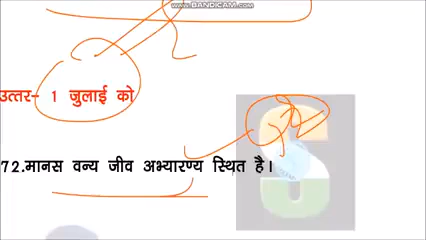 www.BANDICAM.com
उत्तर- 1 जुलाई को
72.मानस वन्य जीव अभ्यारण्य स्थित है।